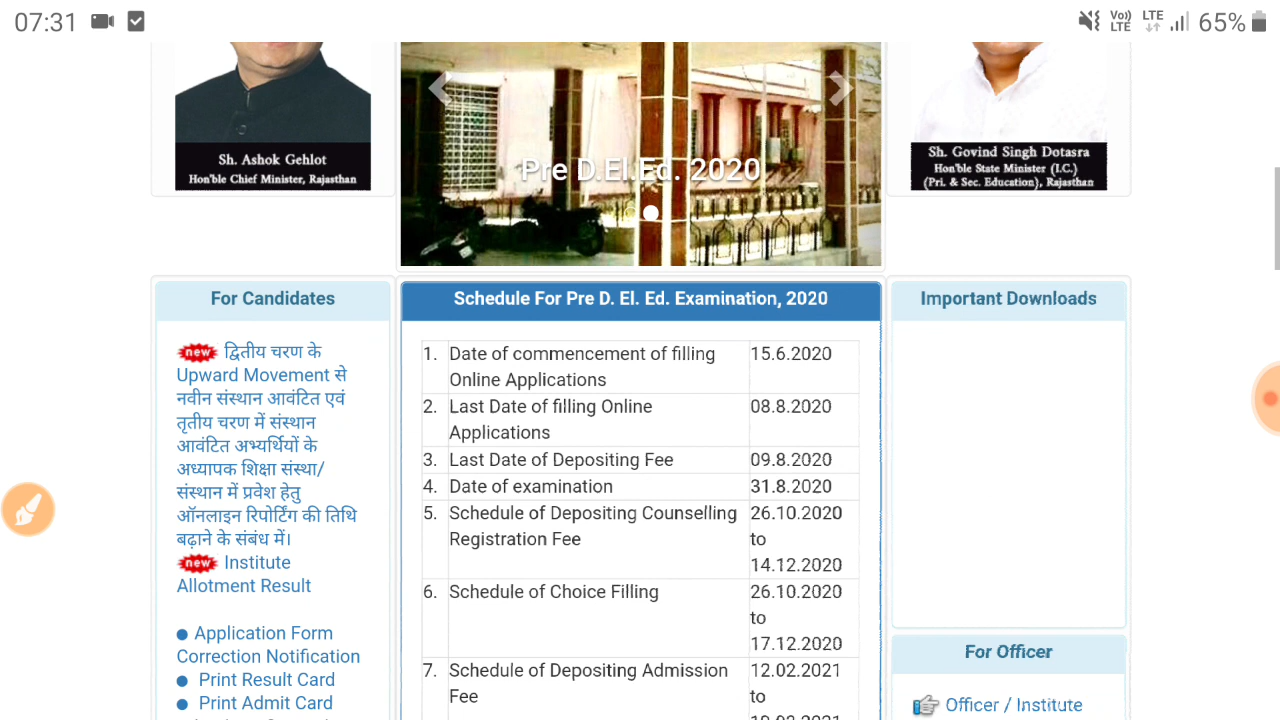 07:31
Vo)) LTE
LTE
65%
Sh. Ashok Gehlot
Hon'ble Chief Minister, Rajasthan
Pre D.El.Ed. 2020
Sh. Govind Singh Dotasra
Hon'ble State Minister (I.C.)
(Pri. & Sec. Education), Rajasthan
For Candidates
new द्वितीय चरण के
Upward Movement से
नवीन संस्थान आवंटित एवं
तृतीय चरण में संस्थान
आवंटित अभ्यर्थियों के
अध्यापक शिक्षा संस्था/
संस्थान में प्रवेश हेतु
ऑनलाइन रिपोर्टिंग की तिथि
बढ़ाने के संबंध में।
new Institute
Allotment Result
● Application Form
Correction Notification
● Print Result Card
● Print Admit Card
Schedule For Pre D. El. Ed. Examination, 2020
1. Date of commencement of filling 15.6.2020
Online Applications
2. Last Date of filling Online 08.8.2020
Applications
3. Last Date of Depositing Fee 09.8.2020
4. Date of examination 31.8.2020
5. Schedule of Depositing Counselling 26.10.2020
Registration Fee to
14.12.2020
6. Schedule of Choice Filling 26.10.2020
to
17.12.2020
7. Schedule of Depositing Admission 12.02.2021
Fee to
Important Downloads
For Officer
Officer / Institute